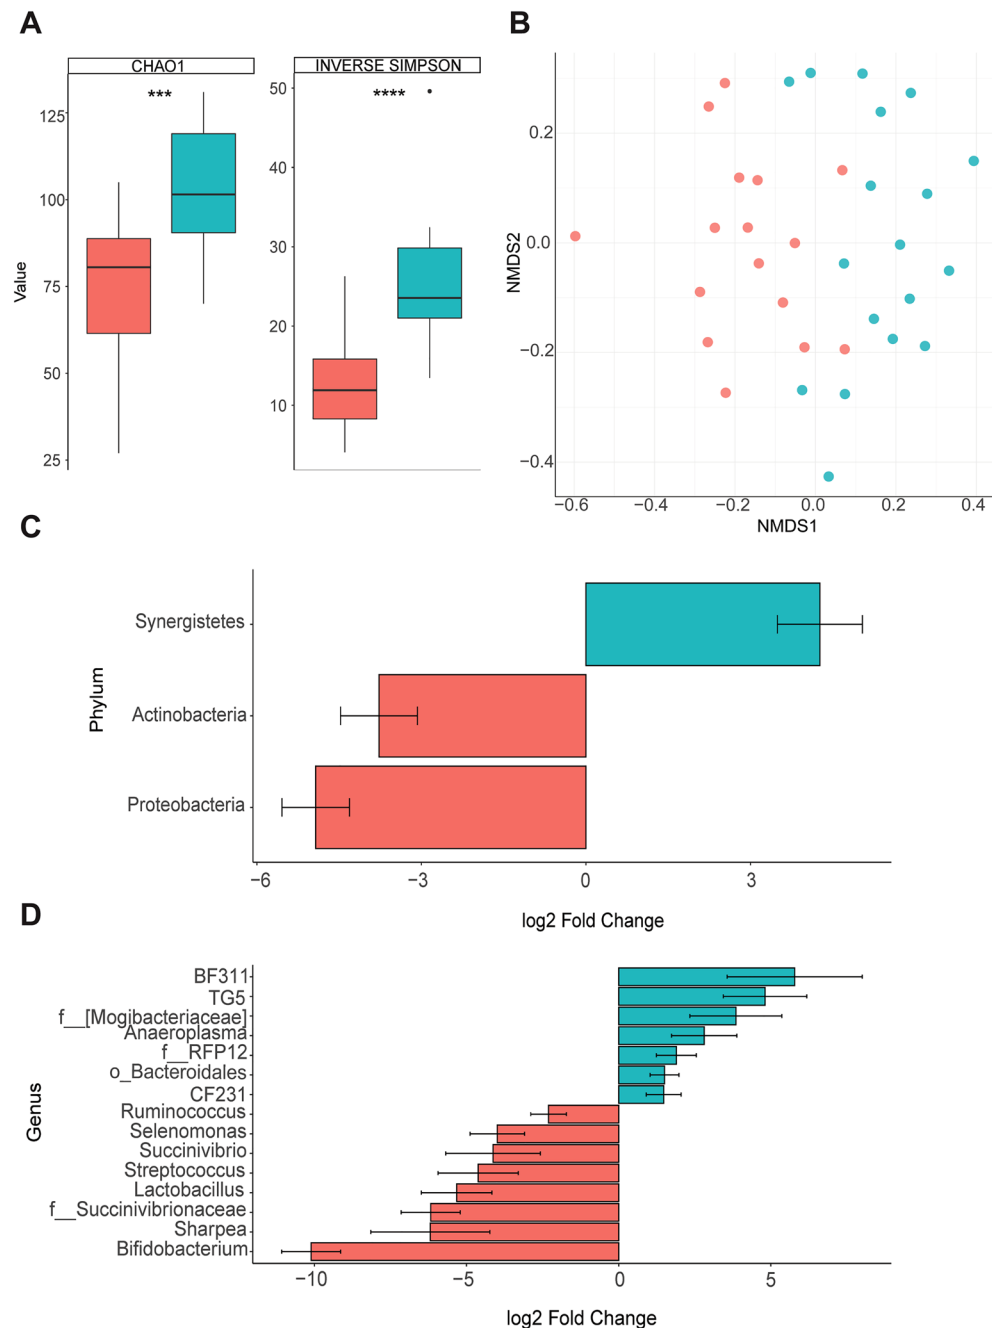 A
CHAO1
INVERSE SIMPSON
***
****
Value
125
100
75
50
25
50
40
30
20
10
B
NMDS2
0.2
0.0
−0.2
−0.4
−0.6
−0.4
−0.2
0.0
0.2
0.4
NMDS1
C
Phylum
Synergistetes
Actinobacteria
Proteobacteria
−6
−3
0
3
log2 Fold Change
D
Genus
BF311
TG5
f__[Mogibacteriaceae]
Anaeroplasma
f__RFP12
o_Bacteroidales
CF231
Ruminococcus
Selenomonas
Succinivibrio
Streptococcus
Lactobacillus
f__Succinivibrionaceae
Sharpea
Bifidobacterium
−10
−5
0
5
log2 Fold Change